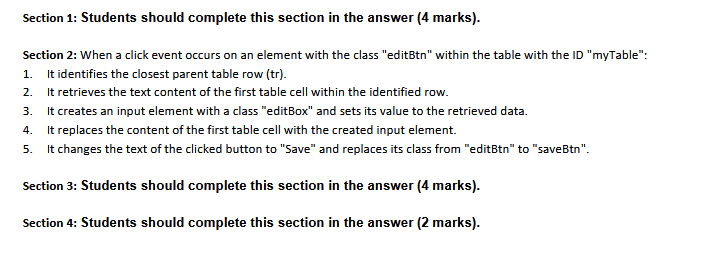 Section 1: Students should complete this section in the answer (4 marks).
Section 2: When a click event occurs on an element with the class "editBtn" within the table with the ID "myTable":
1. It identifies the closest parent table row (tr).
2. It retrieves the text content of the first table cell within the identified row.
3. It creates an input element with a class "editBox" and sets its value to the retrieved data.
4. It replaces the content of the first table cell with the created input element.
5. It changes the text of the clicked button to "Save" and replaces its class from "editBtn" to "saveBtn".
Section 3: Students should complete this section in the answer (4 marks).
Section 4: Students should complete this section in the answer (2 marks).